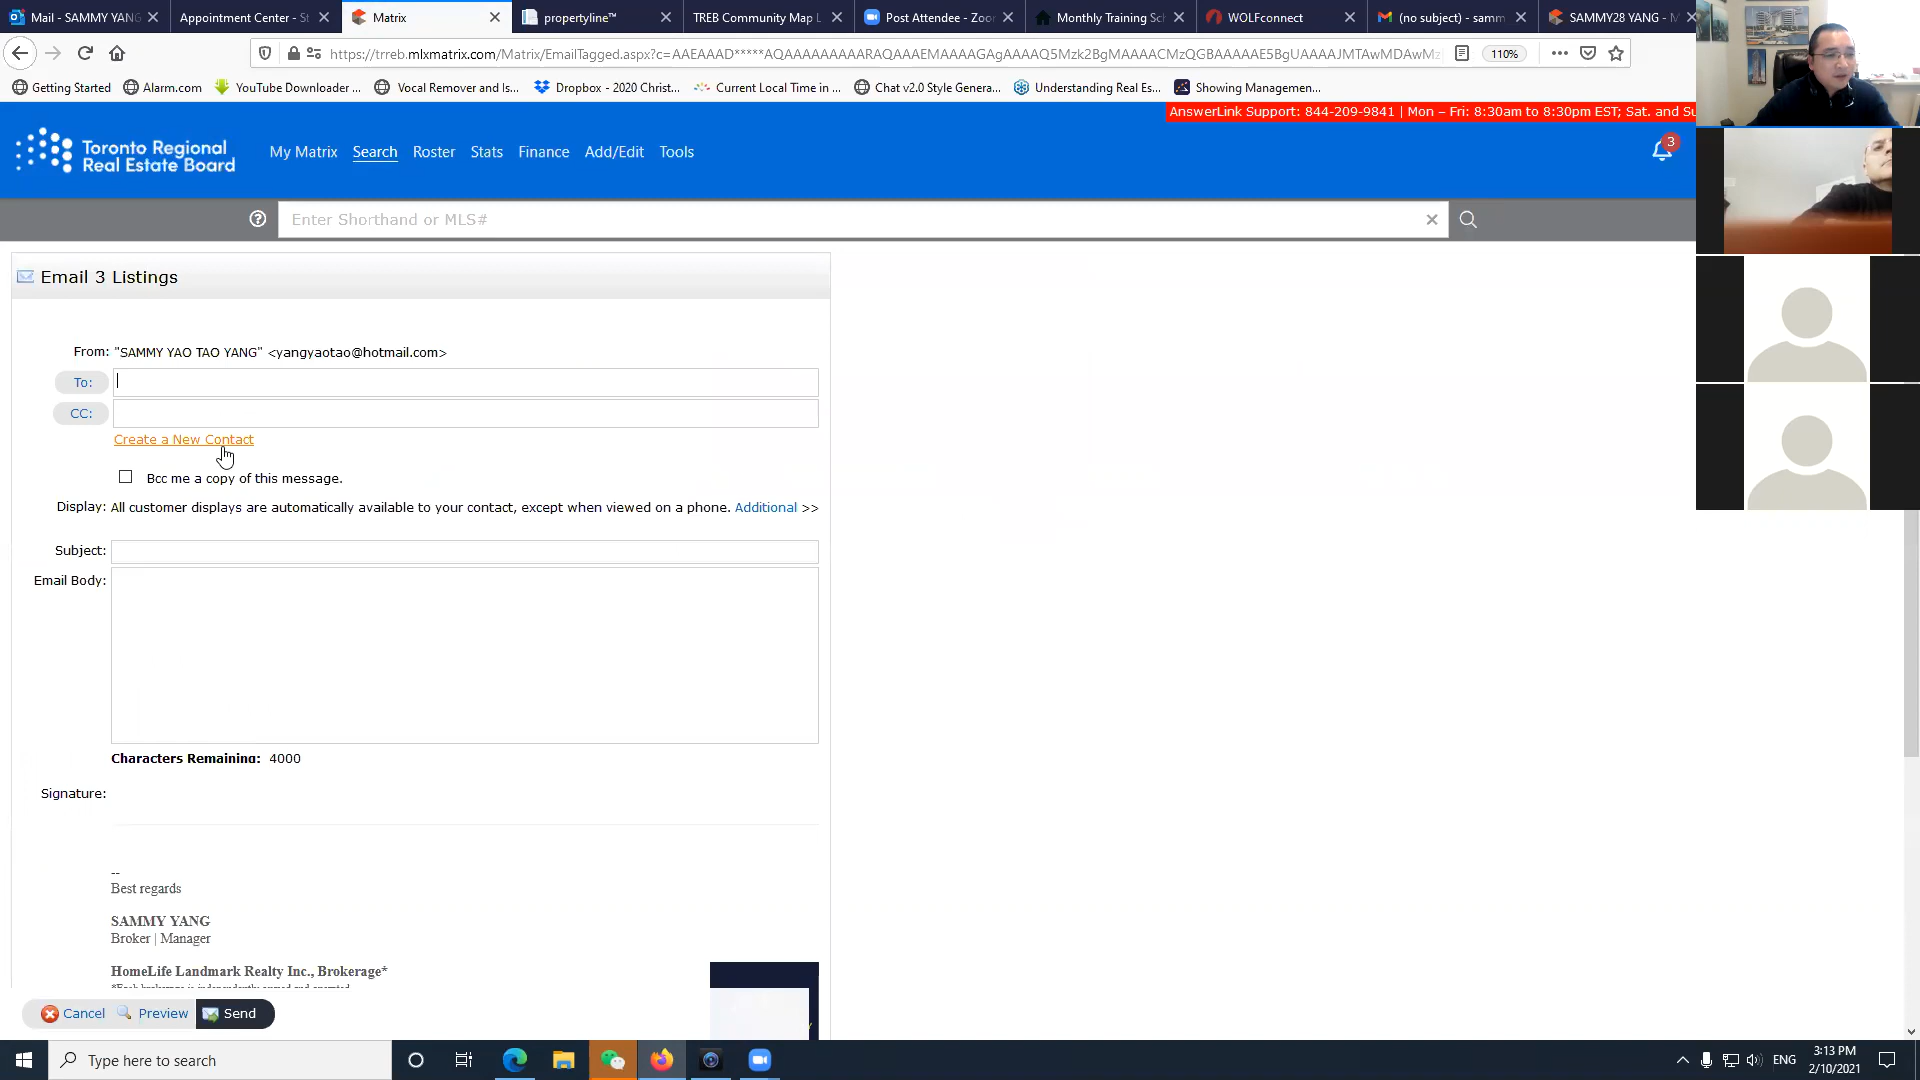 Mail - SAMMY YANG
Appointment Center - S
Matrix
propertyline™
TREB Community Map L
Post Attendee - Zoo
Monthly Training Sc
WOLFconnect
(no subject) - samm
SAMMY28 YANG - M
https://trreb.mlxmatrix.com/Matrix/EmailTagged.aspx?c=AAEAAAD*****AQAAAAAAAAARAQAAAEMAAAAGAgAAAAQ5Mzk2BgMAAAACMzQGBAAAAAE5BgUAAAAJMTAwMDAwMz
110%
Getting Started
Alarm.com
YouTube Downloader ...
Vocal Remover and Is...
Dropbox - 2020 Christ...
Current Local Time in ...
Chat v2.0 Style Genera...
Understanding Real Es...
Showing Managemen...
AnswerLink Support: 844-209-9841 | Mon – Fri: 8:30am to 8:30pm EST; Sat. and Su
Toronto Regional
Real Estate Board
My Matrix Search Roster Stats Finance Add/Edit Tools
3
Enter Shorthand or MLS#
Email 3 Listings
From: "SAMMY YAO TAO YANG" <yangyaotao@hotmail.com>
To:
CC:
Create a New Contact
Bcc me a copy of this message.
Display: All customer displays are automatically available to your contact, except when viewed on a phone. Additional >>
Subject:
Email Body:
Characters Remaining: 4000
Signature:
--
Best regards
SAMMY YANG
Broker | Manager
HomeLife Landmark Realty Inc., Brokerage*
Cancel Preview Send
Type here to search
ENG
3:13 PM
2/10/2021